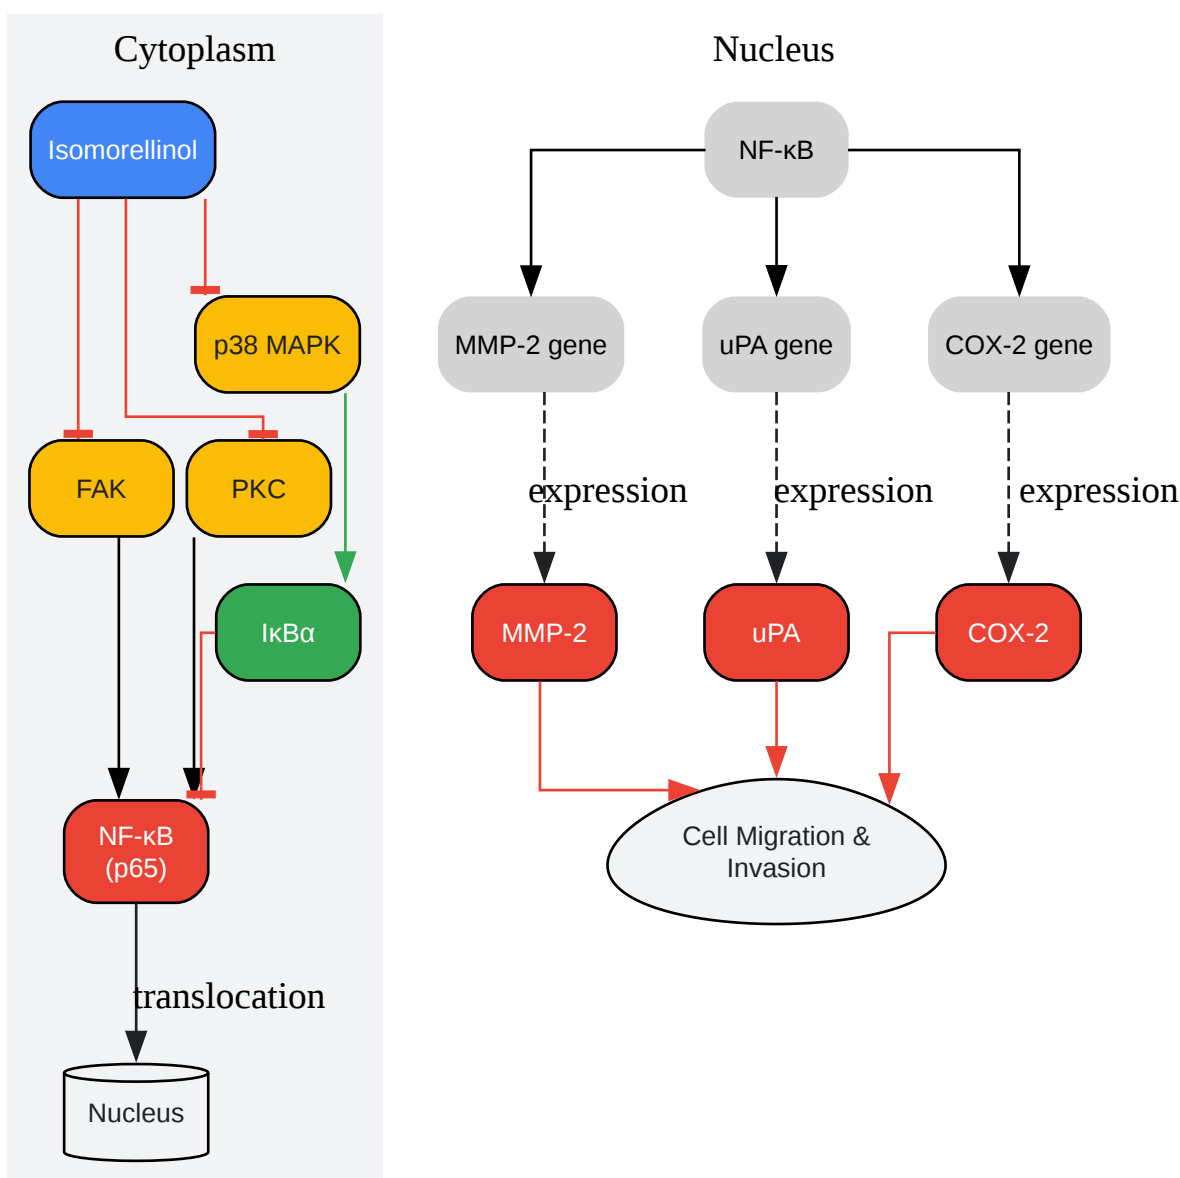 Cytoplasm
Isomorellinol
p38 MAPK
FAK
PKC
IκBα
NF-κB
(p65)
translocation
Nucleus
Nucleus
NF-κB
MMP-2 gene
uPA gene
COX-2 gene
expression
expression
expression
MMP-2
uPA
COX-2
Cell Migration &
Invasion